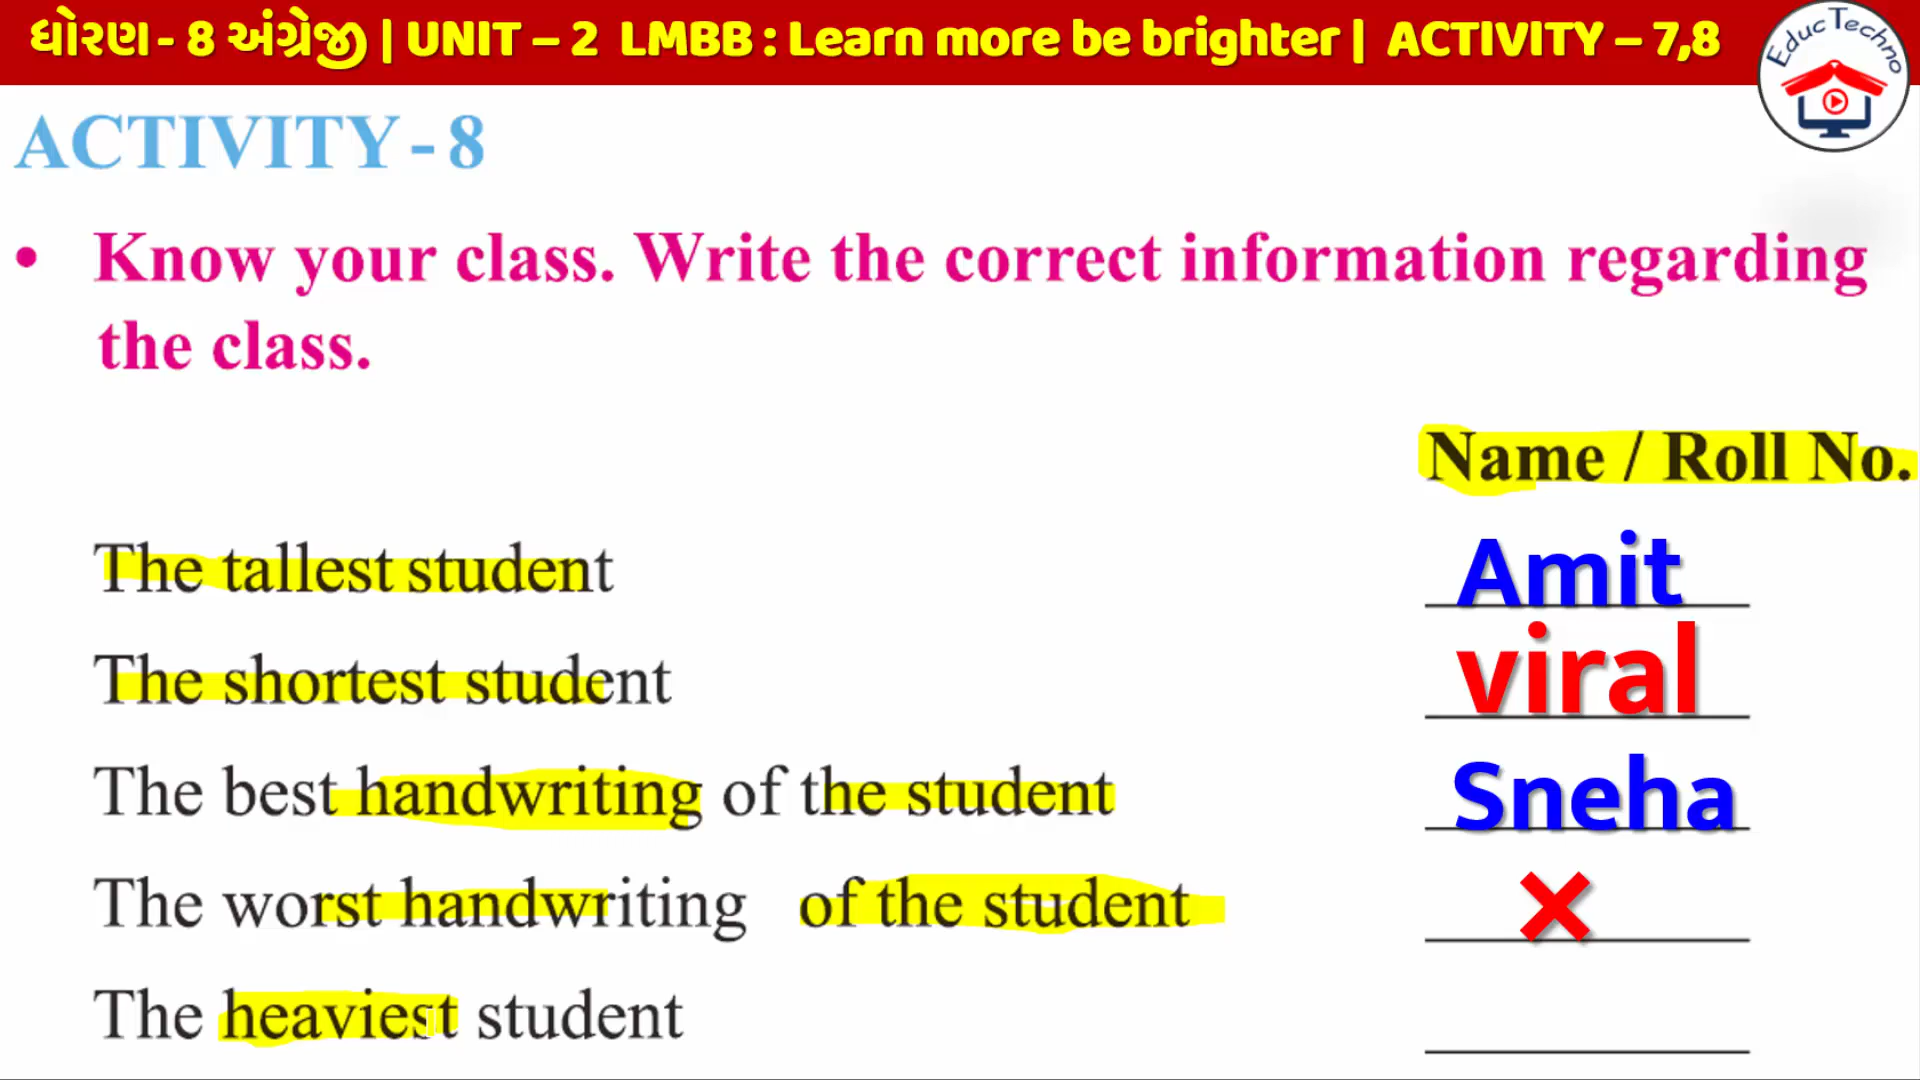 ધોરણ - 8 અંગ્રેજી | UNIT – 2 LMBB : Learn more be brighter | ACTIVITY – 7,8
Educ Techno
ACTIVITY - 8
• Know your class. Write the correct information regarding
the class.
Name / Roll No.
The tallest student Amit
The shortest student viral
The best handwriting of the student Sneha
The worst handwriting of the student ×
The heaviest student